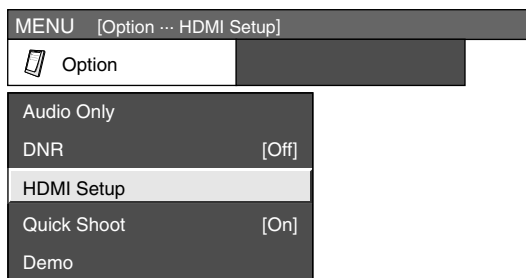 MENU [Option ··· HDMI Setup]
Option
Audio Only
DNR [Off]
HDMI Setup
Quick Shoot [On]
Demo